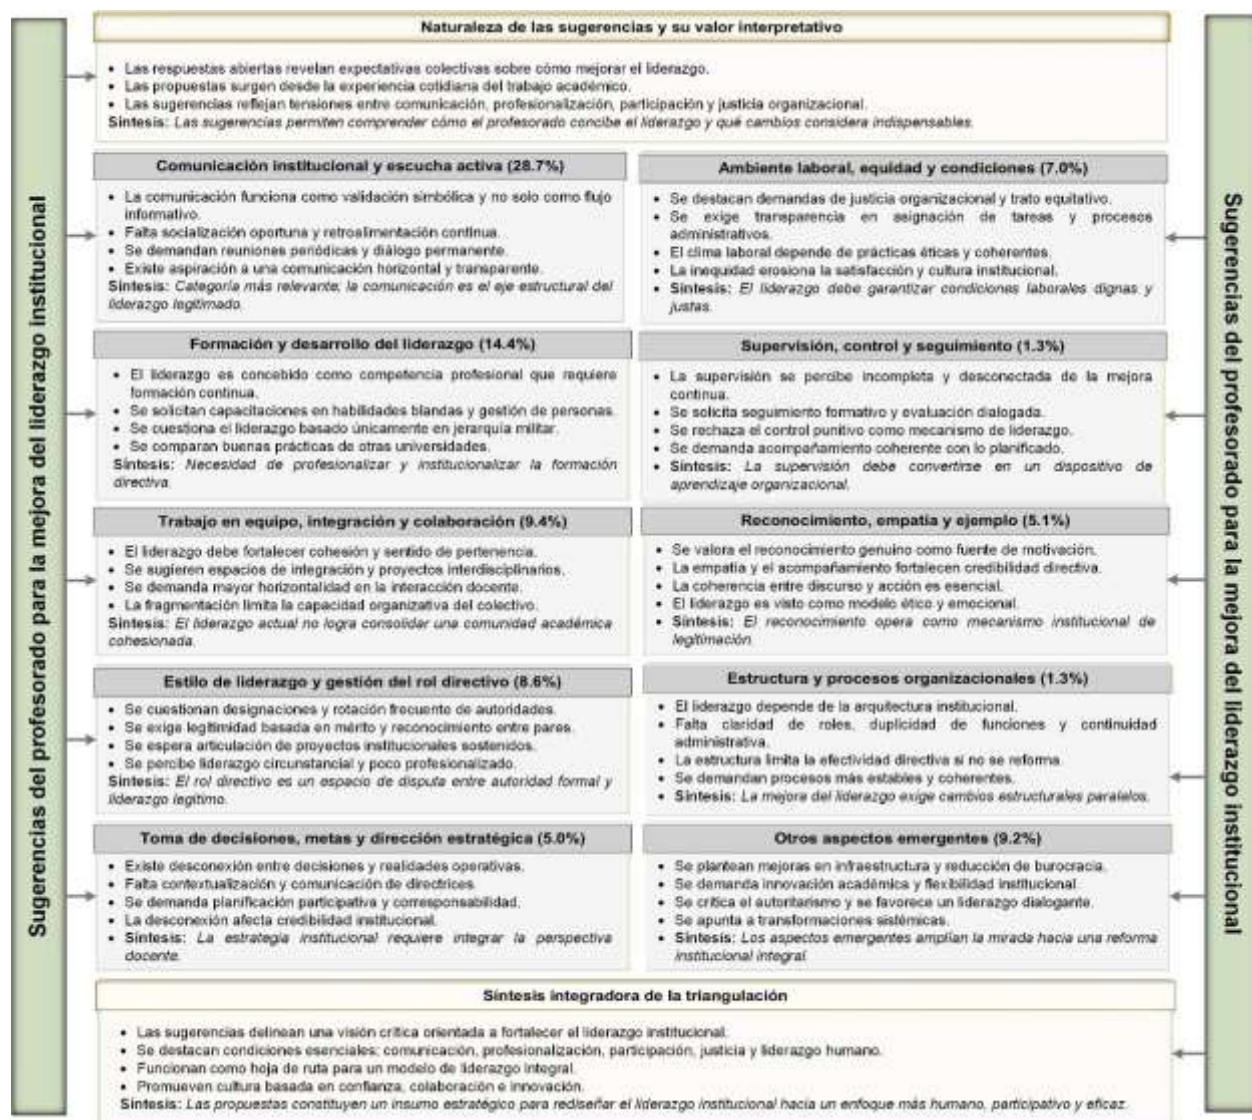 Sugerencias del profesorado para la mejora del liderazgo institucional
Naturaleza de las sugerencias y su valor interpretativo
• Las respuestas abiertas revelan expectativas colectivas sobre cómo mejorar el liderazgo.
• Las propuestas surgen desde la experiencia cotidiana del trabajo académico.
• Las sugerencias reflejan tensiones entre comunicación, profesionalización, participación y justicia organizacional.
Síntesis: Las sugerencias permiten comprender cómo el profesorado concibe el liderazgo y qué cambios considera indispensables.
Comunicación institucional y escucha activa (28.7%)
• La comunicación funciona como validación simbólica y no solo como flujo
informativo.
• Falta socialización oportuna y retroalimentación continua.
• Se demandan reuniones periódicas y diálogo permanente.
• Existe aspiración a una comunicación horizontal y transparente.
Síntesis: Categoría más relevante; la comunicación es el eje estructural del
liderazgo legitimado.
Formación y desarrollo del liderazgo (14.4%)
• El liderazgo es concebido como competencia profesional que requiere
formación continua.
• Se solicitan capacitaciones en habilidades blandas y gestión de personas.
• Se cuestiona el liderazgo basado únicamente en jerarquía militar.
• Se comparan buenas prácticas de otras universidades.
Síntesis: Necesidad de profesionalizar y institucionalizar la formación
directiva.
Trabajo en equipo, integración y colaboración (9.4%)
• El liderazgo debe fortalecer cohesión y sentido de pertenencia.
• Se sugieren espacios de integración y proyectos interdisciplinarios.
• Se demanda mayor horizontalidad en la interacción docente.
• La fragmentación limita la capacidad organizativa del colectivo.
Síntesis: El liderazgo actual no logra consolidar una comunidad académica
cohesionada.
Estilo de liderazgo y gestión del rol directivo (8.6%)
• Se cuestionan designaciones y rotación frecuente de autoridades.
• Se exige legitimidad basada en mérito y reconocimiento entre pares.
• Se espera articulación de proyectos institucionales sostenidos.
• Se percibe liderazgo circunstancial y poco profesionalizado.
Síntesis: El rol directivo es un espacio de disputa entre autoridad formal y
liderazgo legítimo.
Toma de decisiones, metas y dirección estratégica (5.0%)
• Existe desconexión entre decisiones y realidades operativas.
• Falta contextualización y comunicación de directrices.
• Se demanda planificación participativa y corresponsabilidad.
• La desconexión afecta credibilidad institucional.
• Síntesis: La estrategia institucional requiere integrar la perspectiva
docente.
Ambiente laboral, equidad y condiciones (7.0%)
• Se destacan demandas de justicia organizacional y trato equitativo.
• Se exige transparencia en asignación de tareas y procesos
administrativos.
• El clima laboral depende de prácticas éticas y coherentes.
• La inequidad erosiona la satisfacción y cultura institucional.
• Síntesis: El liderazgo debe garantizar condiciones laborales dignas y
justas.
Supervisión, control y seguimiento (1.3%)
• La supervisión se percibe incompleta y desconectada de la mejora
continua.
• Se solicita seguimiento formativo y evaluación dialogada.
• Se rechaza el control punitivo como mecanismo de liderazgo.
• Se demanda acompañamiento coherente con lo planificado.
• Síntesis: La supervisión debe convertirse en un dispositivo de
aprendizaje organizacional.
Reconocimiento, empatía y ejemplo (5.1%)
• Se valora el reconocimiento genuino como fuente de motivación.
• La empatía y el acompañamiento fortalecen credibilidad directiva.
• La coherencia entre discurso y acción es esencial.
• El liderazgo es visto como modelo ético y emocional.
• Síntesis: El reconocimiento opera como mecanismo institucional de
legitimación.
Estructura y procesos organizacionales (1.3%)
• El liderazgo depende de la arquitectura institucional.
• Falta claridad de roles, duplicidad de funciones y continuidad
administrativa.
• La estructura limita la efectividad directiva si no se reforma.
• Se demandan procesos más estables y coherentes.
• Síntesis: La mejora del liderazgo exige cambios estructurales paralelos.
Otros aspectos emergentes (9.2%)
• Se plantean mejoras en infraestructura y reducción de burocracia.
• Se demanda innovación académica y flexibilidad institucional.
• Se critica el autoritarismo y se favorece un liderazgo dialogante.
• Se apunta a transformaciones sistémicas.
• Síntesis: Los aspectos emergentes amplían la mirada hacia una reforma
institucional integral.
Síntesis integradora de la triangulación
• Las sugerencias delinean una visión crítica orientada a fortalecer el liderazgo institucional.
• Se destacan condiciones esenciales: comunicación, profesionalización, participación, justicia y liderazgo humano.
• Funcionan como hoja de ruta para un modelo de liderazgo integral.
• Promueven cultura basada en confianza, colaboración e innovación.
Síntesis: Las propuestas constituyen un insumo estratégico para rediseñar el liderazgo institucional hacia un enfoque más humano, participativo y eficaz.
Sugerencias del profesorado para la mejora del liderazgo institucional